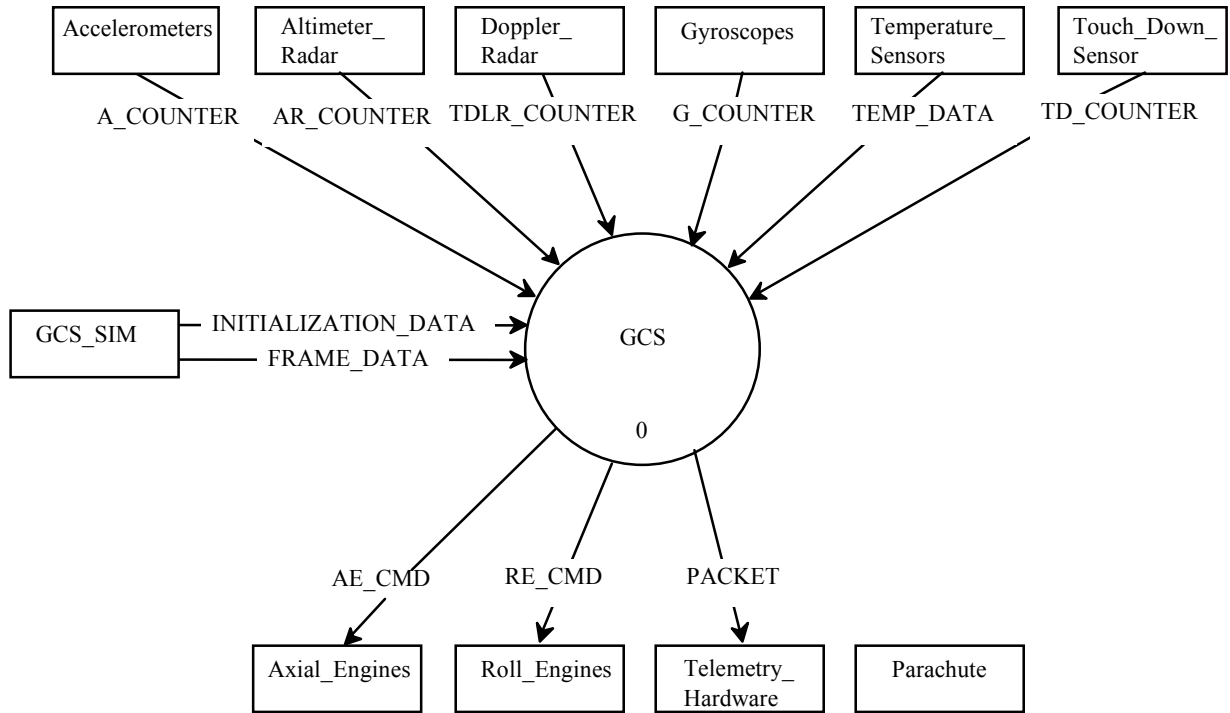 Accelerometers
Altimeter_
Radar
Doppler_
Radar
Gyroscopes
Temperature_
Sensors
Touch_Down_
Sensor
A_COUNTER
AR_COUNTER
TDLR_COUNTER
G_COUNTER
TEMP_DATA
TD_COUNTER
GCS_SIM
INITIALIZATION_DATA
FRAME_DATA
GCS
0
AE_CMD
RE_CMD
PACKET
Axial_Engines
Roll_Engines
Telemetry_
Hardware
Parachute